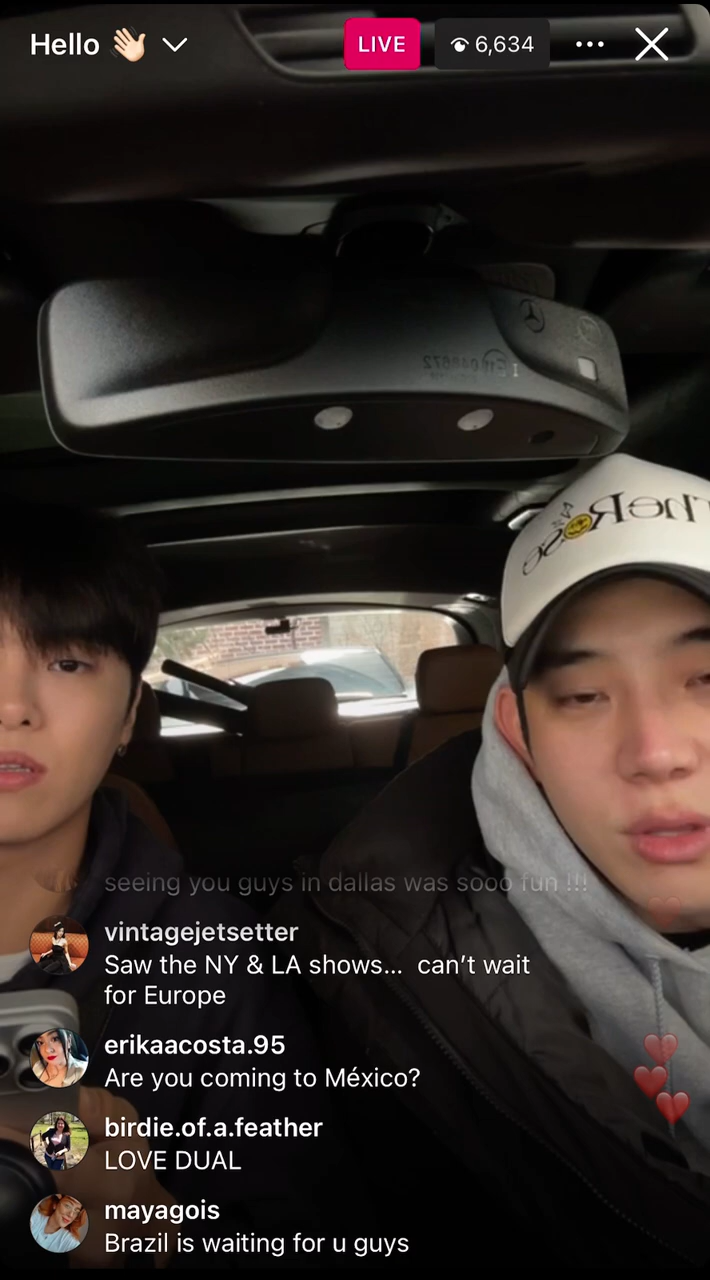 Hello 👋🏻
LIVE
6,634
TheRose
seeing you guys in dallas was sooo fun !!!
vintagejetsetter
Saw the NY & LA shows... can’t wait
for Europe
erikaacosta.95
Are you coming to México?
birdie.of.a.feather
LOVE DUAL
mayagois
Brazil is waiting for u guys